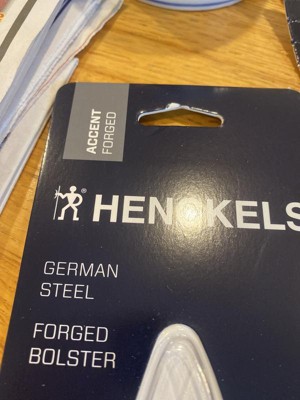 ACCENT
FORGED
® HENCKELS
GERMAN
STEEL
FORGED
BOLSTER